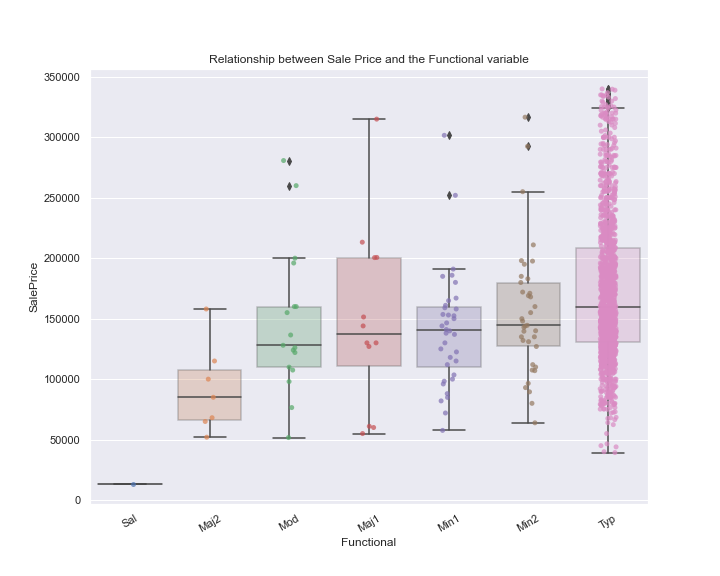 Relationship between Sale Price and the Functional variable
350000
300000
250000
200000
150000
100000
50000
0
SalePrice
Sal
Maj2
Mod
Maj1
Min1
Min2
Typ
Functional